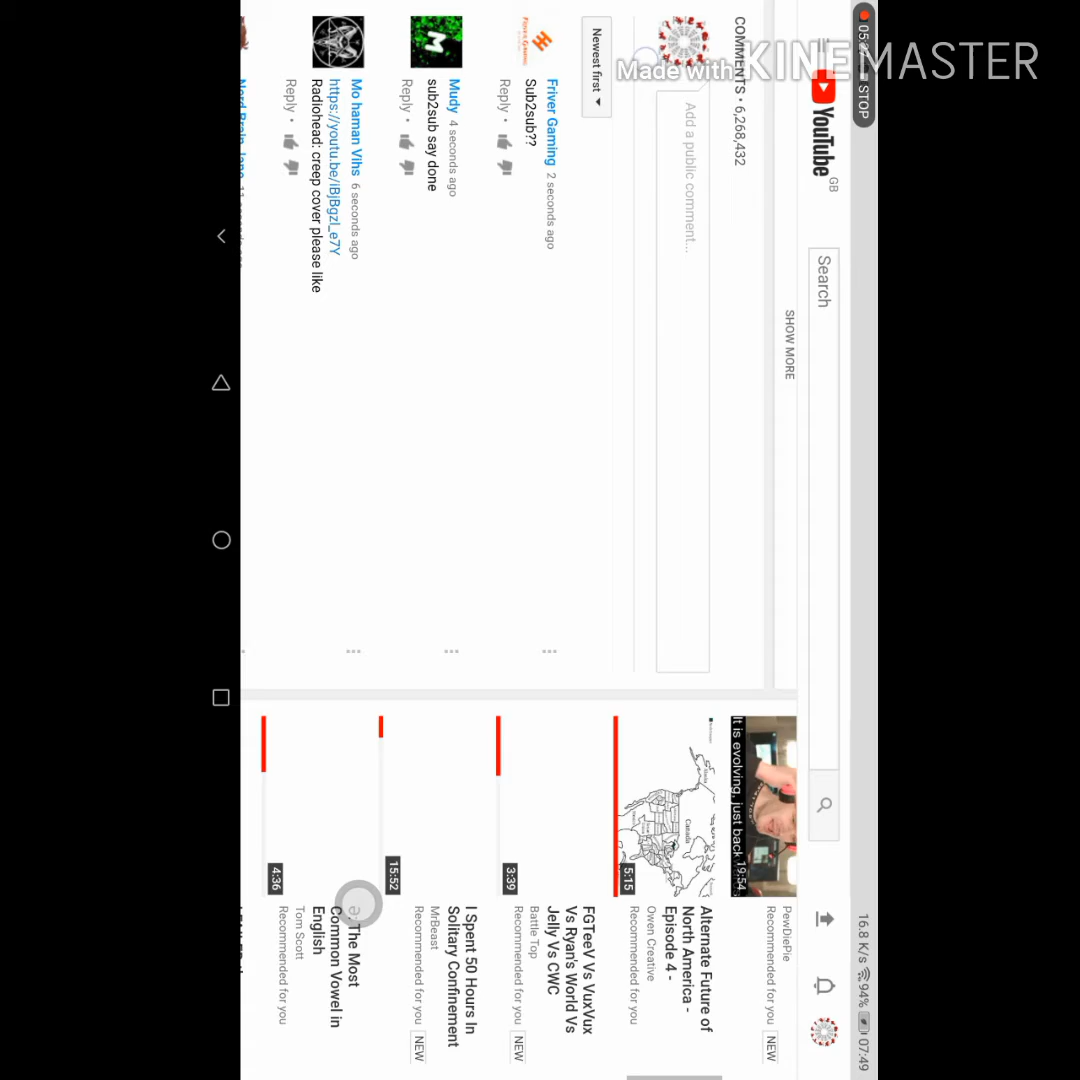 Made with KINEMASTER
STOP
16.8 K/s
94%
07:49
YouTube GB
Search
SHOW MORE
COMMENTS • 6,268,432
Add a public comment...
Newest first
Friver Gaming 2 seconds ago
Sub2sub??
Reply •
Mudy 4 seconds ago
sub2sub say done
Reply •
Mo haman Vihs 6 seconds ago
https://youtu.be/iBjBgzl_e7Y
Radiohead: creep cover please like
Reply •
It is evolving, just back
19:54
PewDiePie
Recommended for you NEW
Canada
5:15
Alternate Future of
North America -
Episode 4 -
Owen Creative
Recommended for you
3:39
FGTeeV Vs VuxVux
Vs Ryan's World Vs
Jelly Vs CWC
Battle Top
Recommended for you NEW
15:52
I Spent 50 Hours In
Solitary Confinement
MrBeast
Recommended for you NEW
4:36
The Most
Common Vowel in
English
Tom Scott
Recommended for you